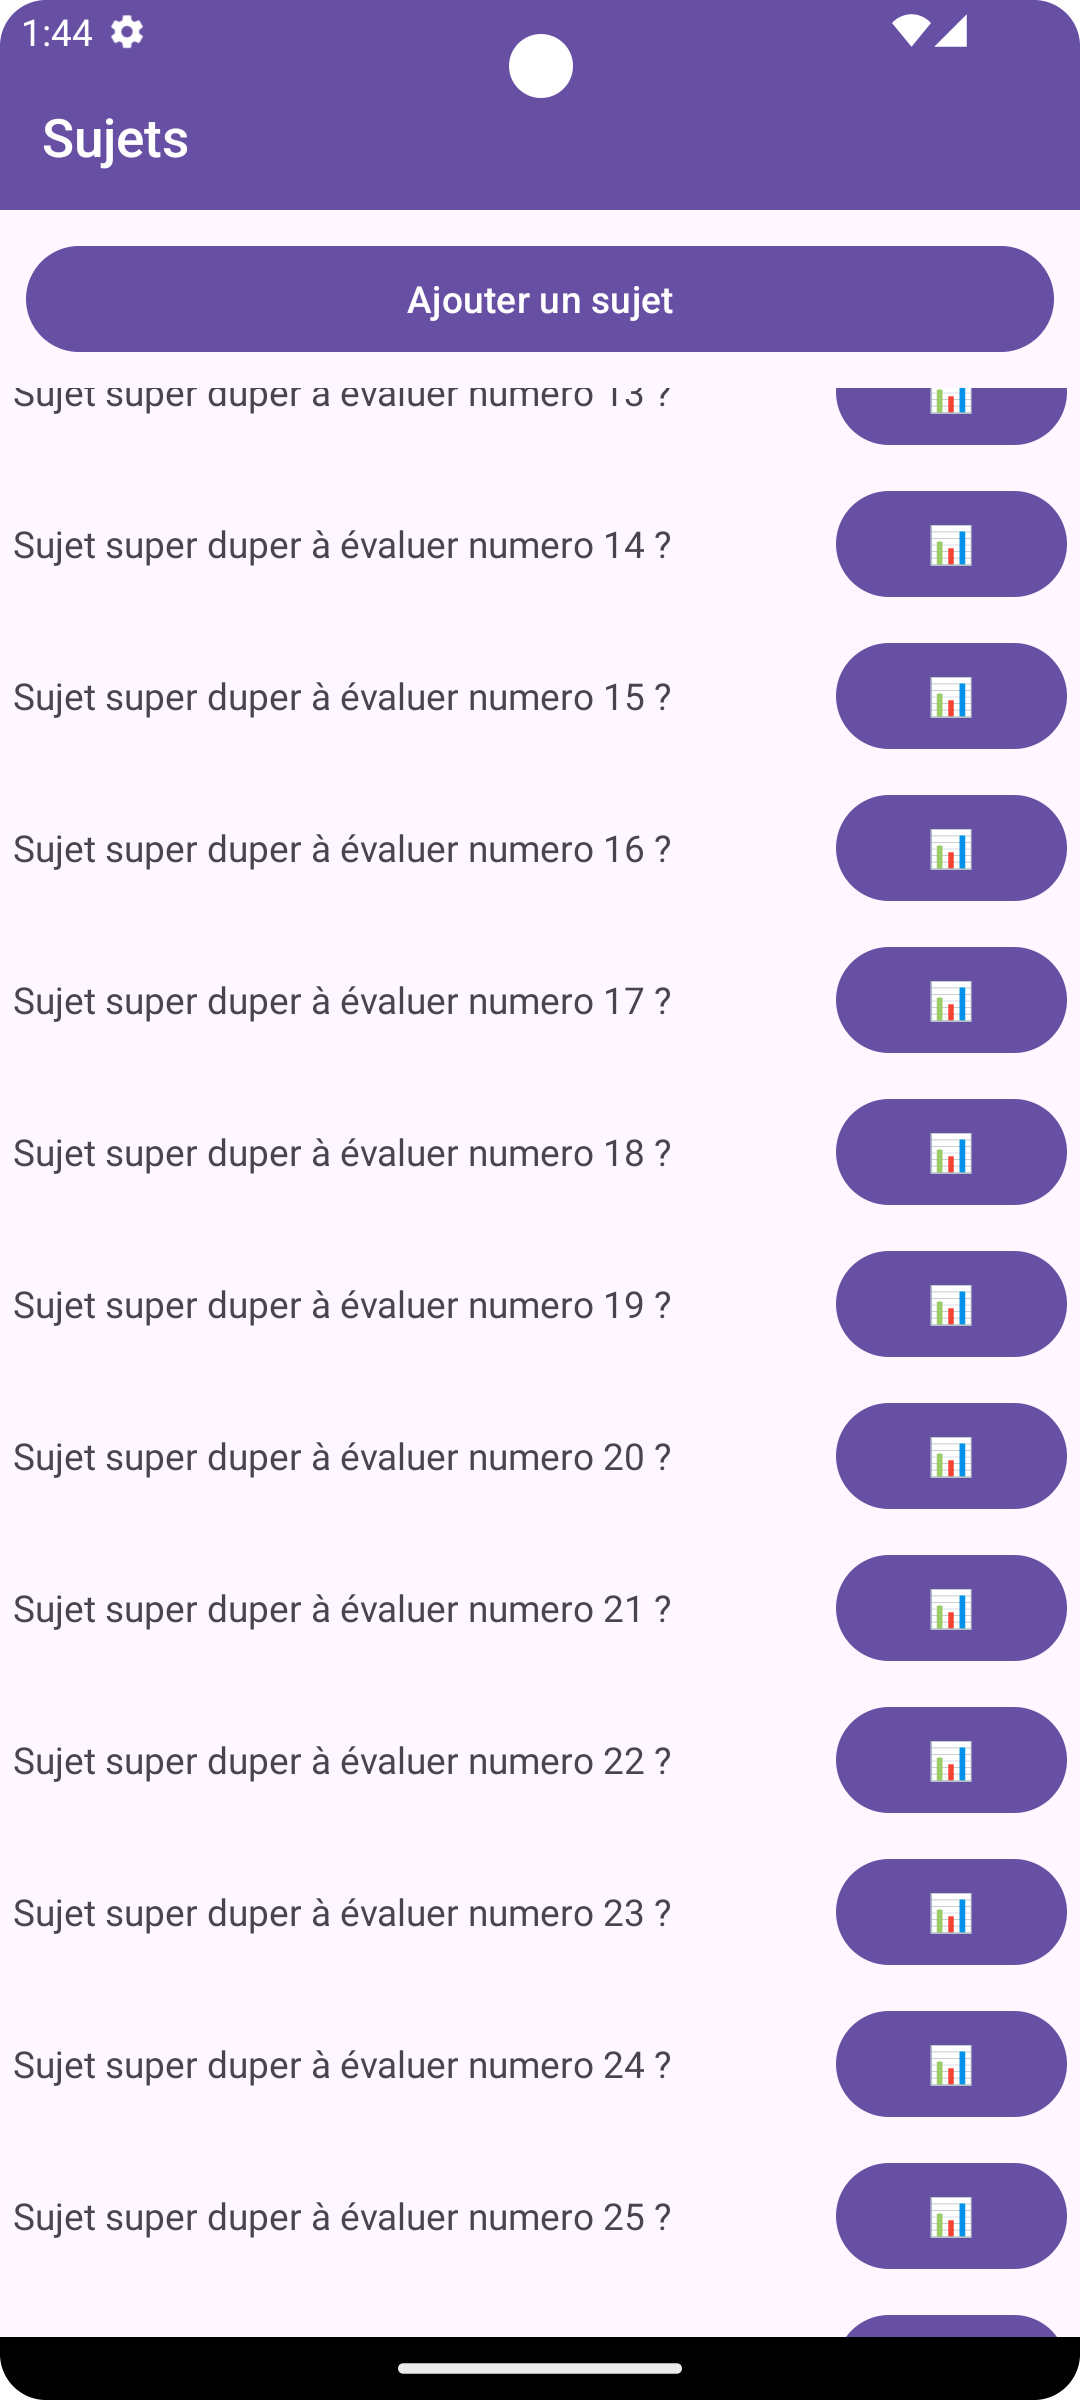 1:44
Sujets
Ajouter un sujet
Sujet super duper à évaluer numero 13 ?
Sujet super duper à évaluer numero 14 ?
Sujet super duper à évaluer numero 15 ?
Sujet super duper à évaluer numero 16 ?
Sujet super duper à évaluer numero 17 ?
Sujet super duper à évaluer numero 18 ?
Sujet super duper à évaluer numero 19 ?
Sujet super duper à évaluer numero 20 ?
Sujet super duper à évaluer numero 21 ?
Sujet super duper à évaluer numero 22 ?
Sujet super duper à évaluer numero 23 ?
Sujet super duper à évaluer numero 24 ?
Sujet super duper à évaluer numero 25 ?